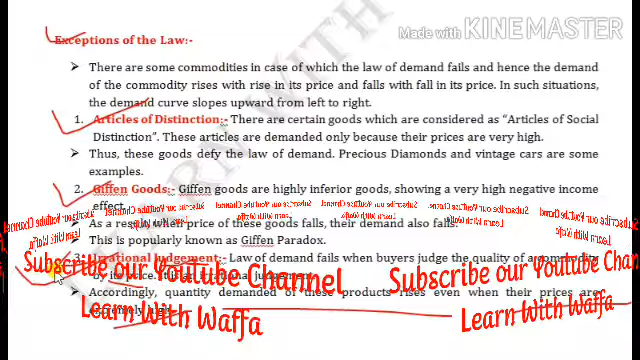 Made with KINEMASTER
Exceptions of the Law:-
➤ There are some commodities in case of which the law of demand fails and hence the demand
of the commodity rises with rise in its price and falls with fall in its price. In such situations,
the demand curve slopes upward from left to right.
1. Articles of Distinction:- There are certain goods which are considered as “Articles of Social
Distinction”. These articles are demanded only because their prices are very high.
➤ Thus, these goods defy the law of demand. Precious Diamonds and vintage cars are some
examples.
2. Giffen Goods:- Giffen goods are highly inferior goods, showing a very high negative income
effect.
➤ As a result when price of these goods falls, their demand also falls.
➤ This is popularly known as Giffen Paradox.
3. Irrational Judgement:- Law of demand fails when buyers judge the quality of a commodity
by its price
➤ Accordingly, quantity demanded of these products rises even when their prices are
Subscribe our Youtube Channel
Learn With Waffa
Subscribe our Youtube Chan
Learn With Waffa